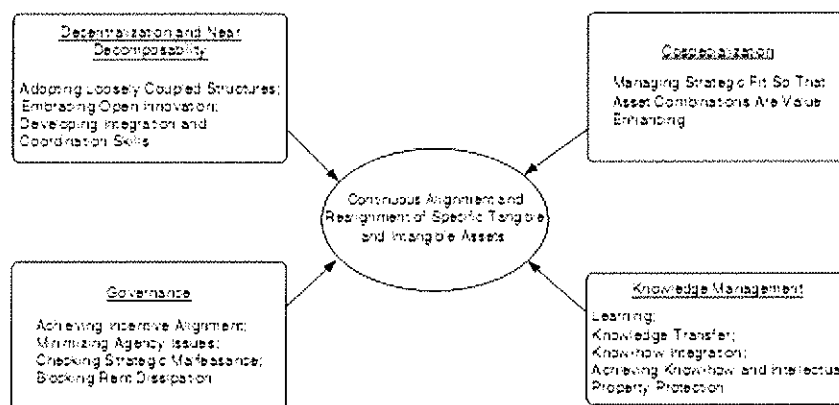 Decentralization and Near
Decomposability
Adopting Loosely Coupled Structures;
Embracing Open Innovation;
Developing Integration and
Coordination Skills
Cospecialization
Managing Strategic Fit So That
Asset Combinations Are Value
Enhancing
Continuous Alignment and
Realignment of Specific Tangible
and Intangible Assets
Governance
Achieving Incentive Alignment;
Minimizing Agency Issues;
Checking Strategic Malfeasance;
Blocking Rent Dissipation
Knowledge Management
Learning;
Knowledge Transfer;
Know-how Integration;
Achieving Know-how and Intellectual
Property Protection